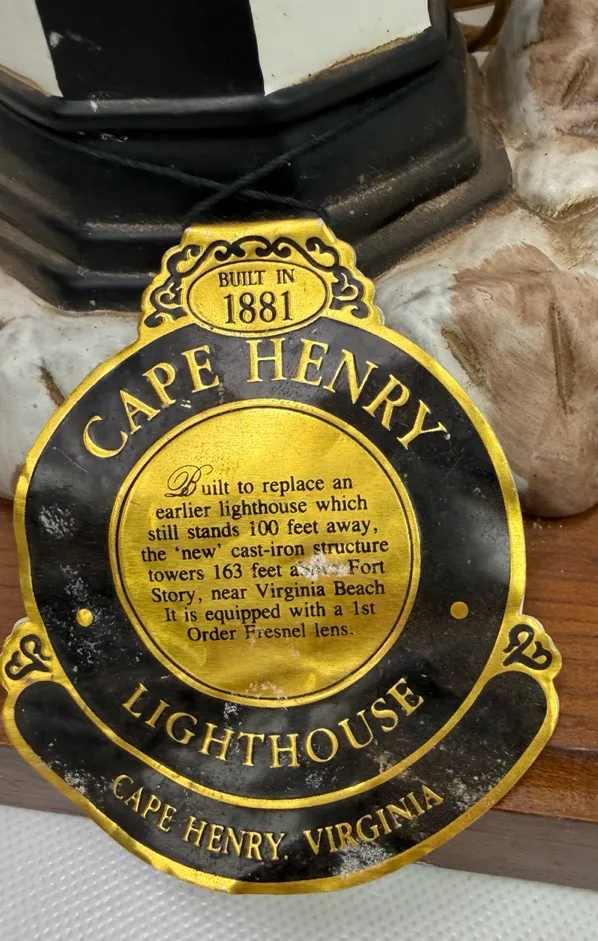 BUILT IN
1881
CAPE HENRY
Built to replace an
earlier lighthouse which
still stands 100 feet away,
the 'new' cast-iron structure
towers 163 feet Fort
Story, near Virginia Beach
It is equipped with a 1st
Order Fresnel lens.
LIGHTHOUSE
CAPE HENRY. VIRGINIA